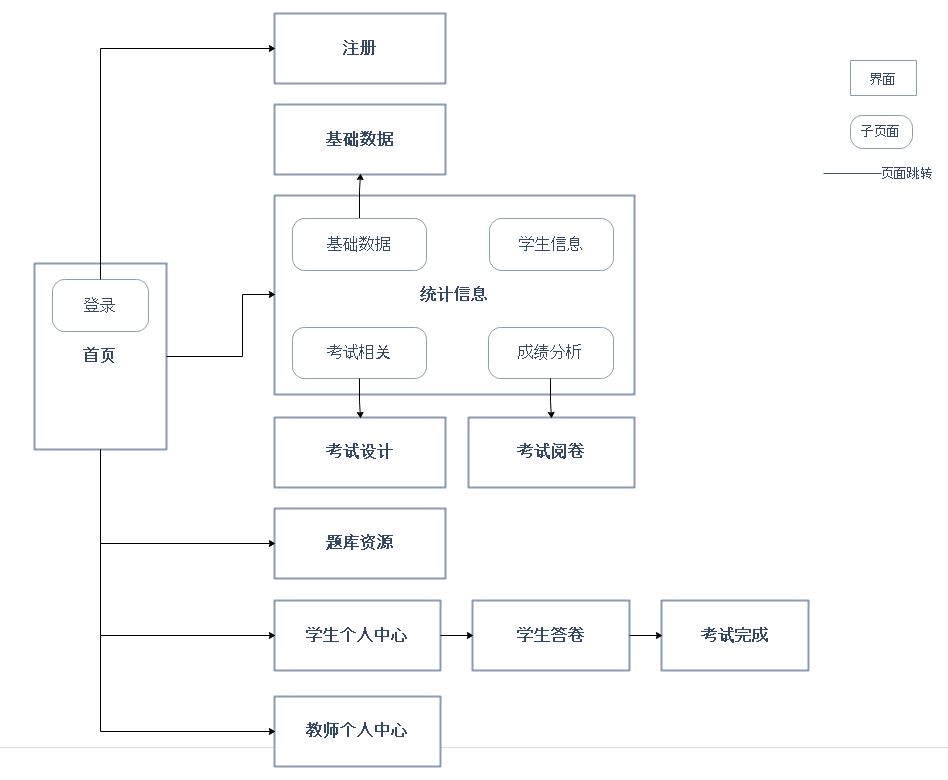 注册
界面
子页面
页面跳转
基础数据
基础数据
学生信息
统计信息
登录
首页
考试相关
成绩分析
考试设计
考试阅卷
题库资源
学生个人中心
学生答卷
考试完成
教师个人中心